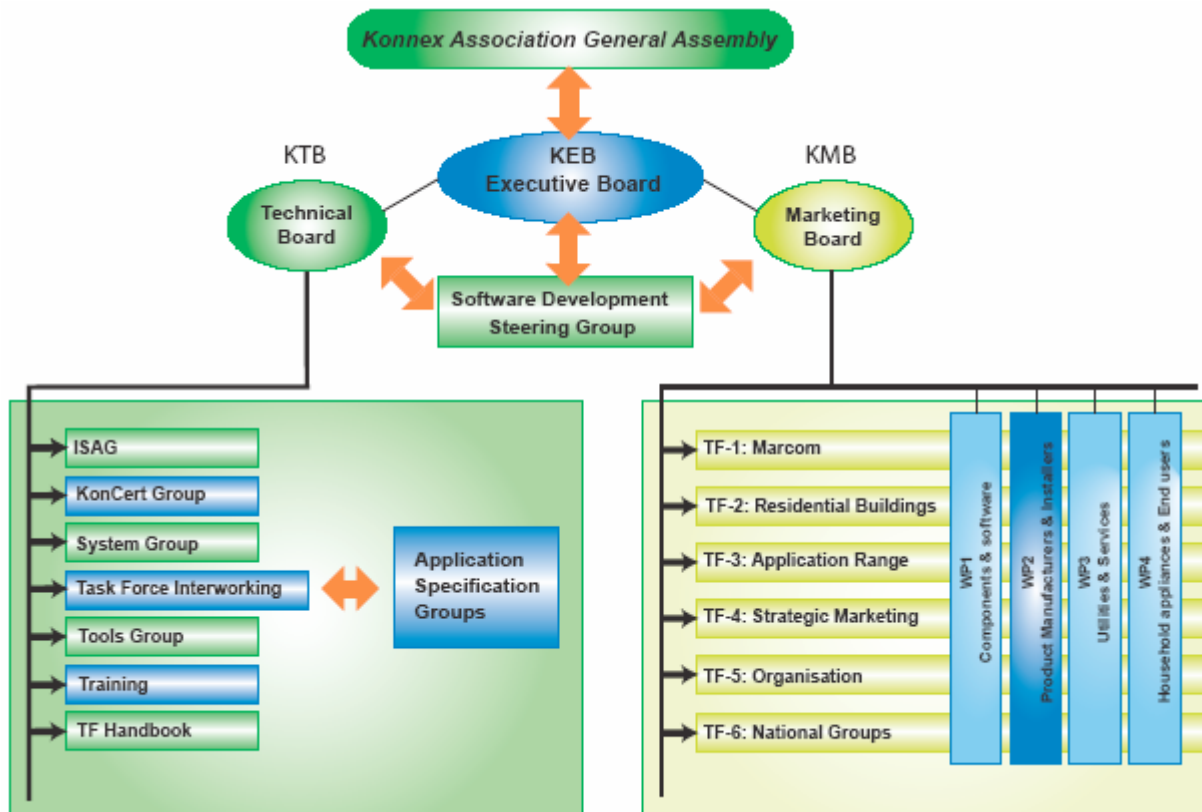 Konnex Association General Assembly
KTB
KEB
Executive Board
KMB
Technical
Board
Marketing
Board
Software Development
Steering Group
ISAG
KonCert Group
System Group
Task Force Interworking
Tools Group
Training
TF Handbook
Application
Specification
Groups
TF-1: Marcom
TF-2: Residential Buildings
TF-3: Application Range
TF-4: Strategic Marketing
TF-5: Organisation
TF-6: National Groups
WP1
Components & software
WP2
Product Manufacturers & Installers
WP3
Utilities & Services
WP4
Household appliances & End users